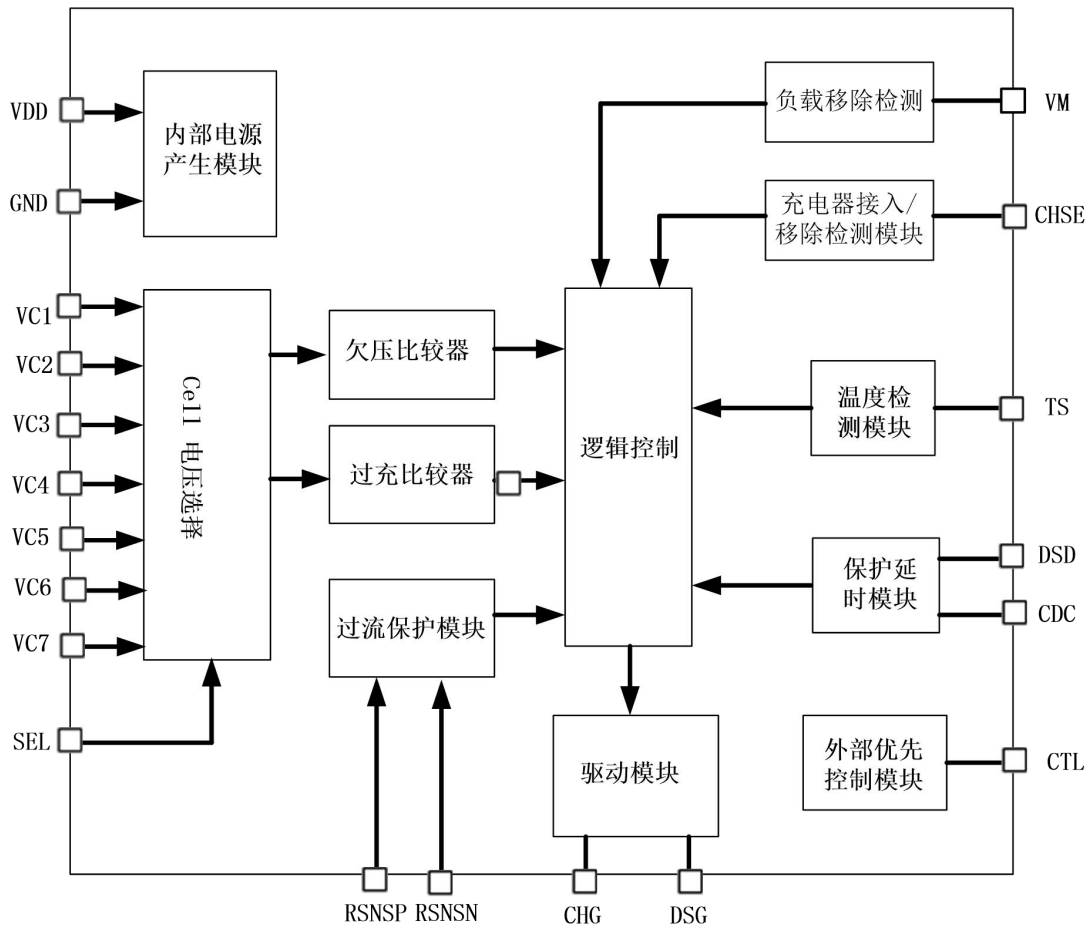 VDD
GND
内部电源
产生模块
负载移除检测
VM
充电器接入/
移除检测模块
CHSE
VC1
VC2
VC3
VC4
VC5
VC6
VC7
SEL
Cell 电压选择
欠压比较器
过充比较器
过流保护模块
逻辑控制
温度检
测模块
TS
保护延
时模块
DSD
CDC
驱动模块
外部优先
控制模块
CTL
RSNSP
RSNSN
CHG
DSG